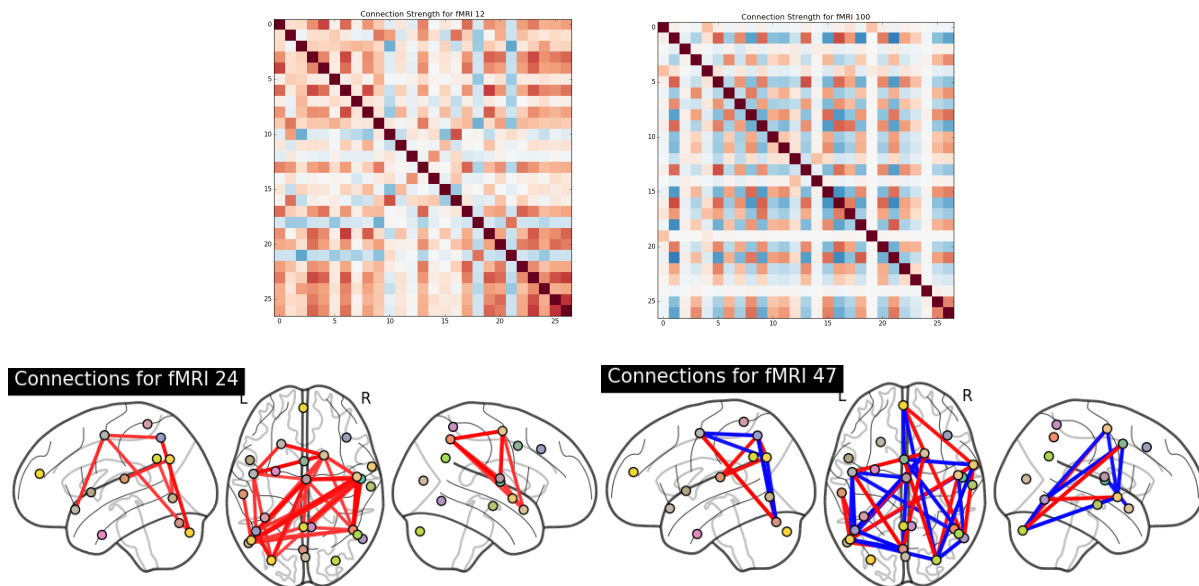 Connection Strength for fMRI 12
0
5
10
15
20
25
0 5 10 15 20 25
Connection Strength for fMRI 100
0
5
10
15
20
25
0 5 10 15 20 25
Connections for fMRI 24
L R
Connections for fMRI 47
L R